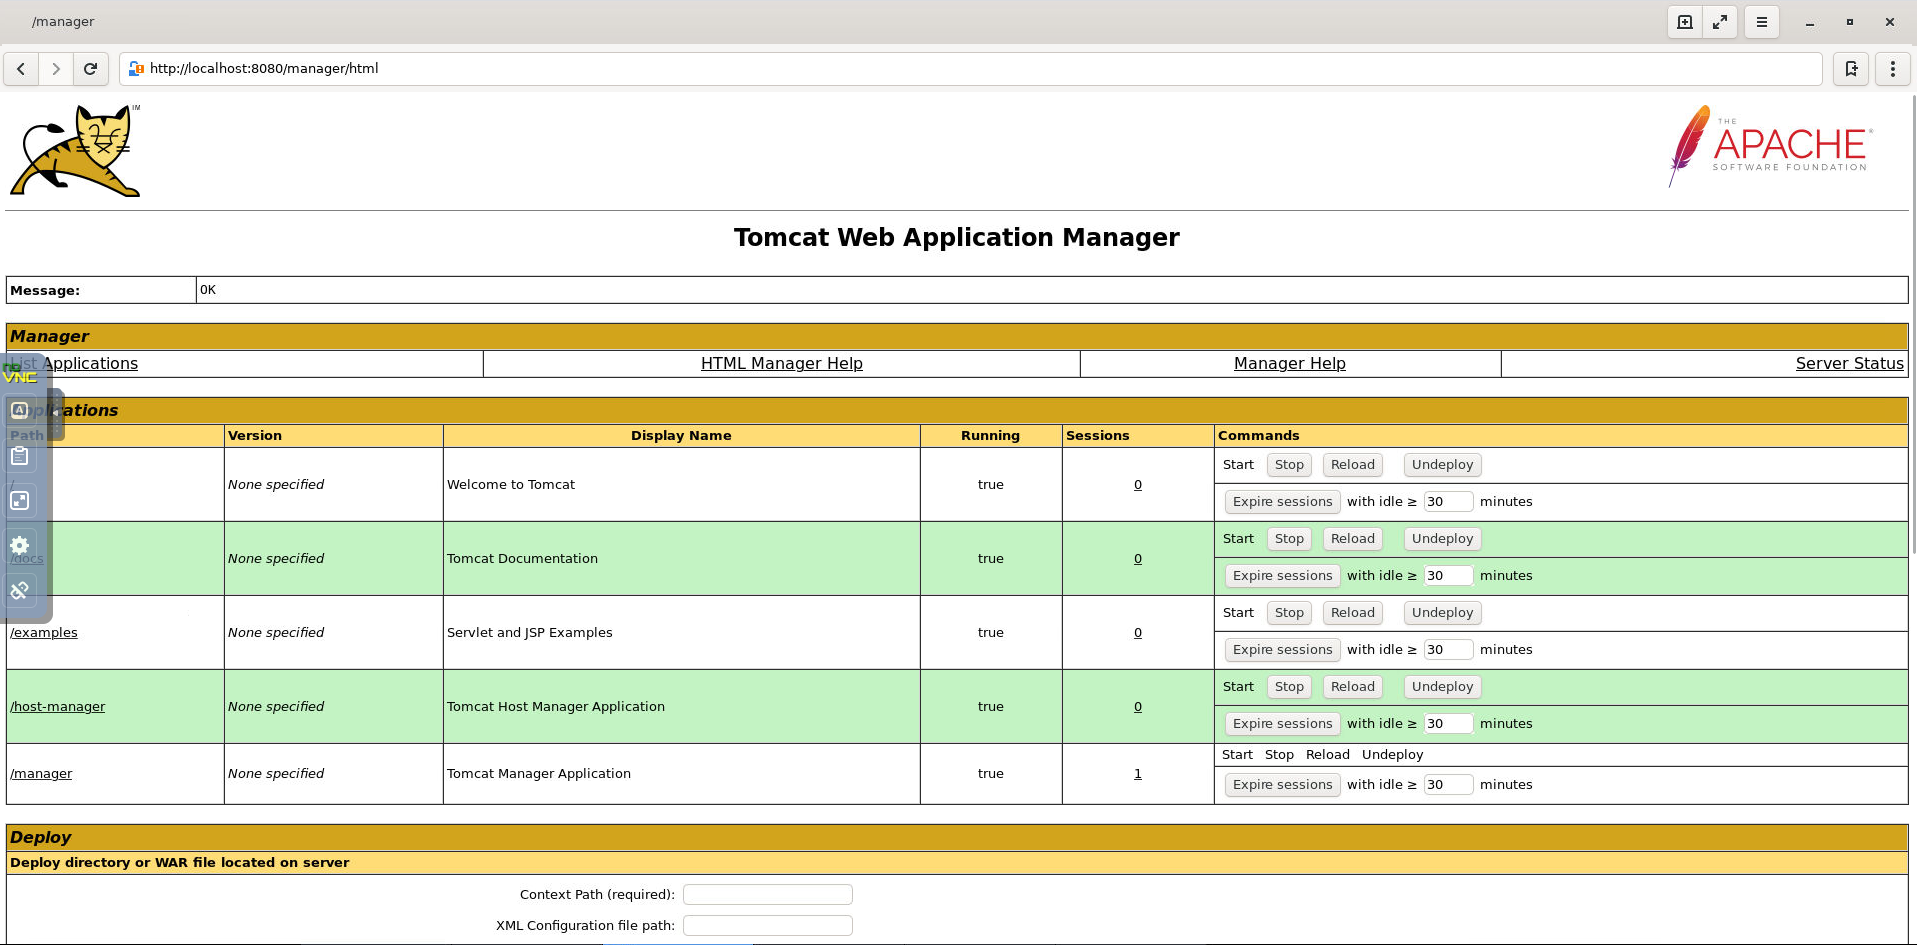 /manager
http://localhost:8080/manager/html
TM
THE
APACHE®
SOFTWARE FOUNDATION
Tomcat Web Application Manager
Message: OK
Manager
List Applications HTML Manager Help Manager Help Server Status
VNC
Applications
Path Version Display Name Running Sessions Commands
/ None specified Welcome to Tomcat true 0 Start Stop Reload Undeploy
Expire sessions with idle ≥ 30 minutes
/docs None specified Tomcat Documentation true 0 Start Stop Reload Undeploy
Expire sessions with idle ≥ 30 minutes
/examples None specified Servlet and JSP Examples true 0 Start Stop Reload Undeploy
Expire sessions with idle ≥ 30 minutes
/host-manager None specified Tomcat Host Manager Application true 0 Start Stop Reload Undeploy
Expire sessions with idle ≥ 30 minutes
/manager None specified Tomcat Manager Application true 1 Start Stop Reload Undeploy
Expire sessions with idle ≥ 30 minutes
Deploy
Deploy directory or WAR file located on server
Context Path (required):
XML Configuration file path: